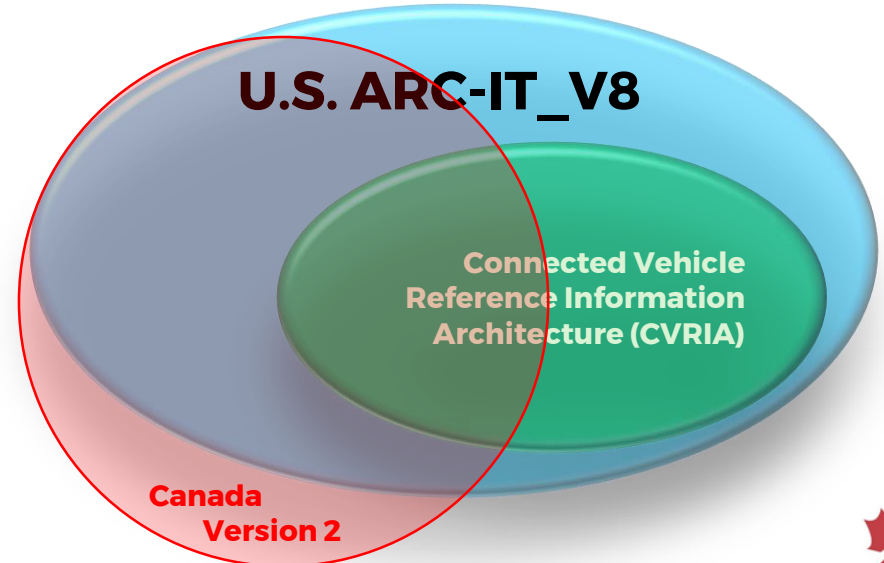 U.S. ARC-IT_V8
Connected Vehicle
Reference Information
Architecture (CVRIA)
Canada
Version 2